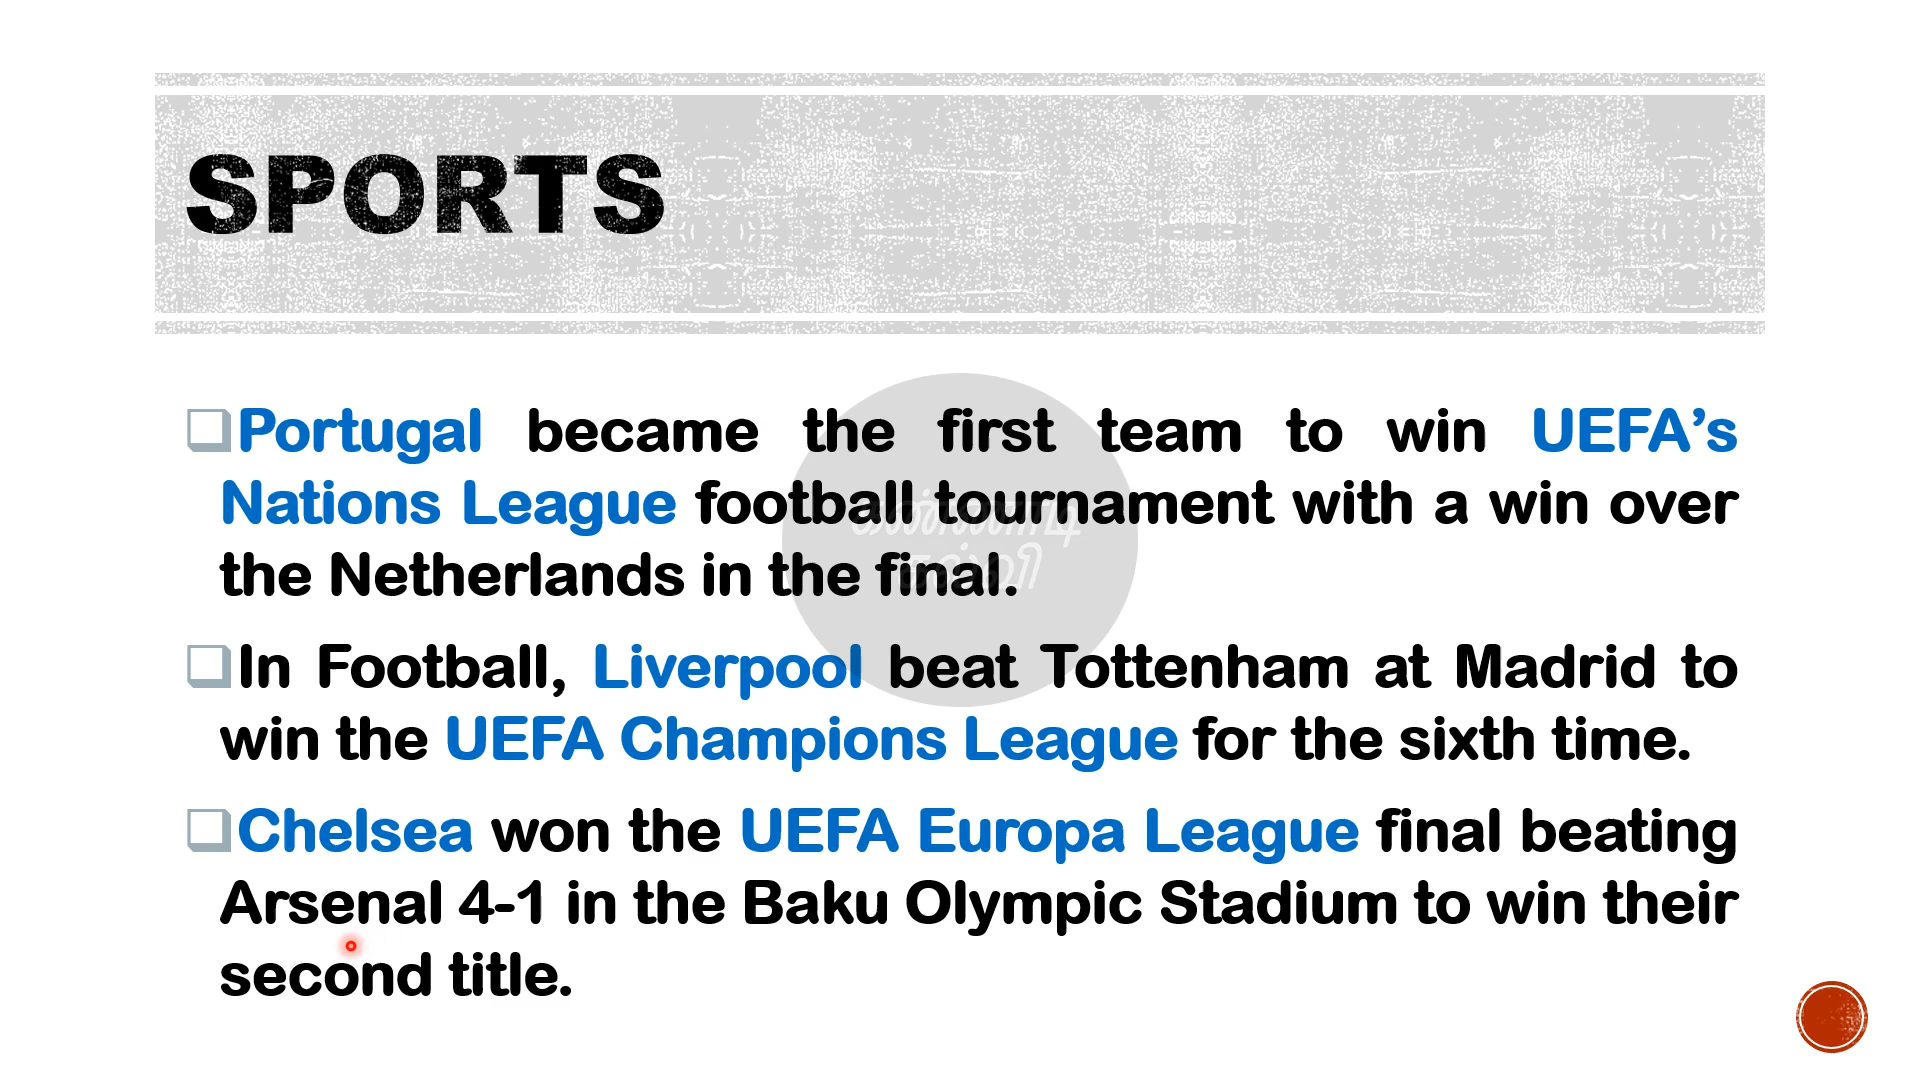 SPORTS
Portugal became the first team to win UEFA’s
Nations League football tournament with a win over
the Netherlands in the final.
In Football, Liverpool beat Tottenham at Madrid to
win the UEFA Champions League for the sixth time.
Chelsea won the UEFA Europa League final beating
Arsenal 4-1 in the Baku Olympic Stadium to win their
second title.